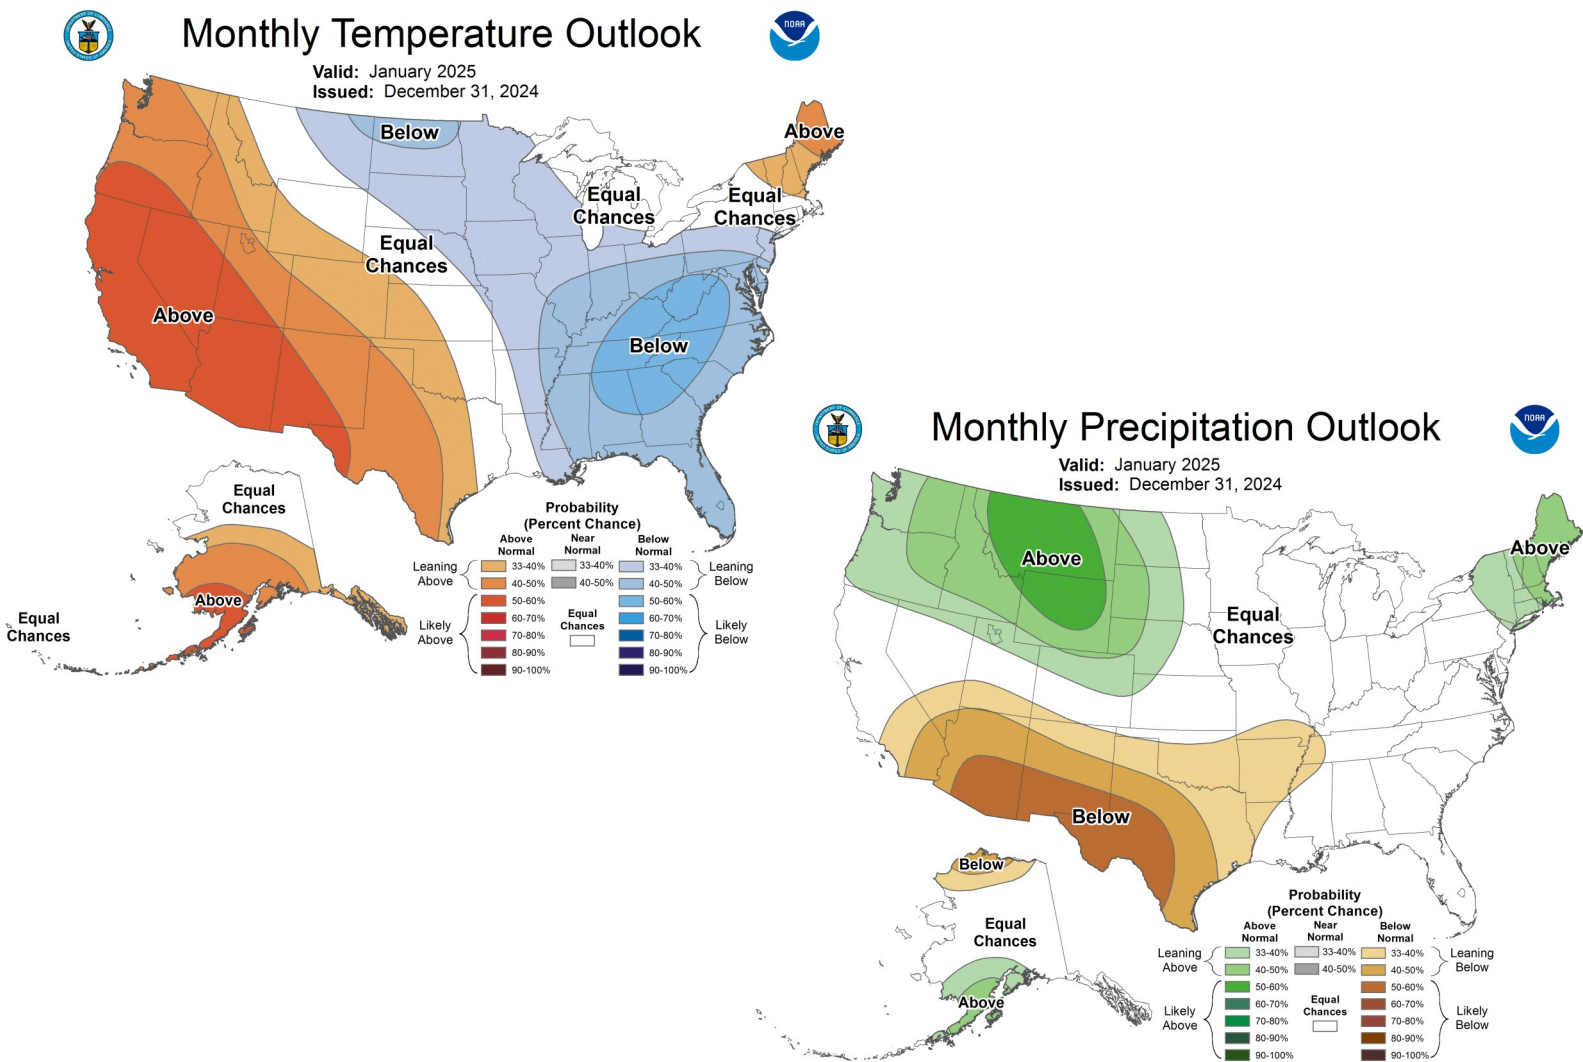 Monthly Temperature Outlook
NOAA
Valid: January 2025
Issued: December 31, 2024
Below
Above
Equal
Chances
Equal
Chances
Equal
Chances
Above
Below
Equal
Chances
Above
Equal
Chances
Probability
(Percent Chance)
Above
Normal
Near
Normal
Below
Normal
Leaning
Above
33-40%
33-40%
33-40%
Leaning
Below
40-50%
40-50%
40-50%
Likely
Above
50-60%
60-70%
70-80%
80-90%
90-100%
Equal
Chances
50-60%
60-70%
70-80%
80-90%
90-100%
Likely
Below
Monthly Precipitation Outlook
NOAA
Valid: January 2025
Issued: December 31, 2024
Above
Above
Equal
Chances
Below
Below
Equal
Chances
Above
Probability
(Percent Chance)
Above
Normal
Near
Normal
Below
Normal
Leaning
Above
33-40%
33-40%
33-40%
Leaning
Below
40-50%
40-50%
40-50%
Likely
Above
50-60%
60-70%
70-80%
80-90%
90-100%
Equal
Chances
50-60%
60-70%
70-80%
80-90%
90-100%
Likely
Below